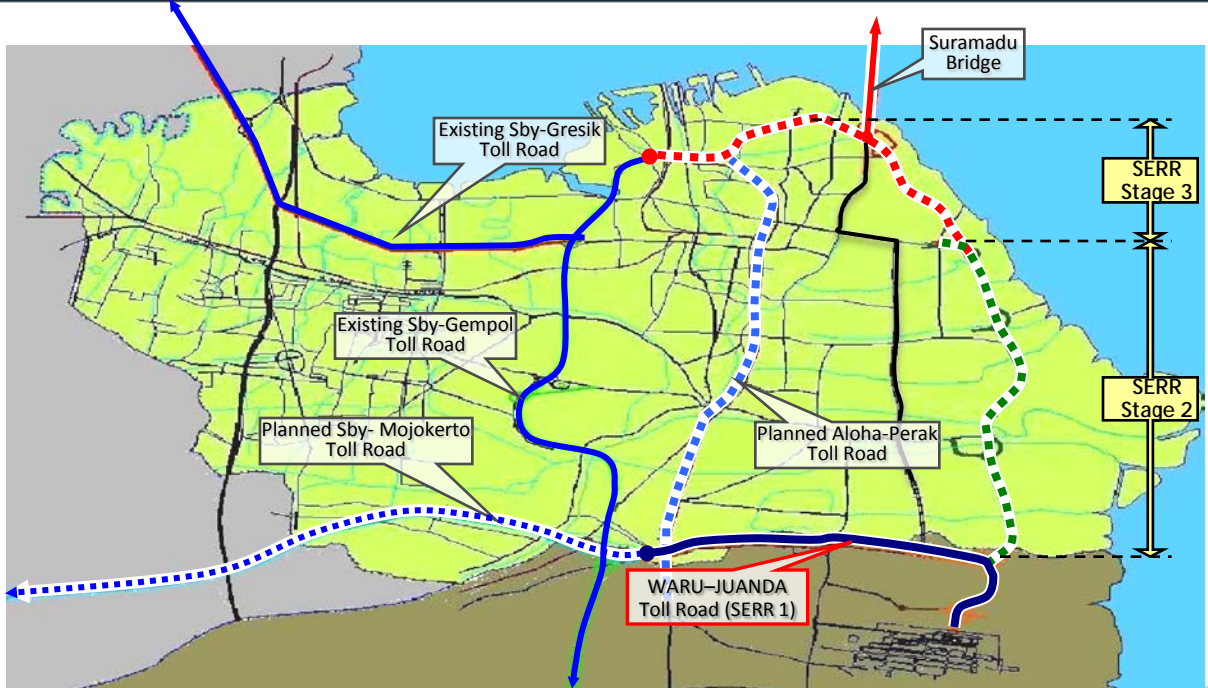 Suramadu
Bridge
Existing Sby-Gresik
Toll Road
SERR
Stage 3
Existing Sby-Gempol
Toll Road
Planned Sby- Mojokerto
Toll Road
Planned Aloha-Perak
Toll Road
SERR
Stage 2
WARU–JUANDA
Toll Road (SERR 1)